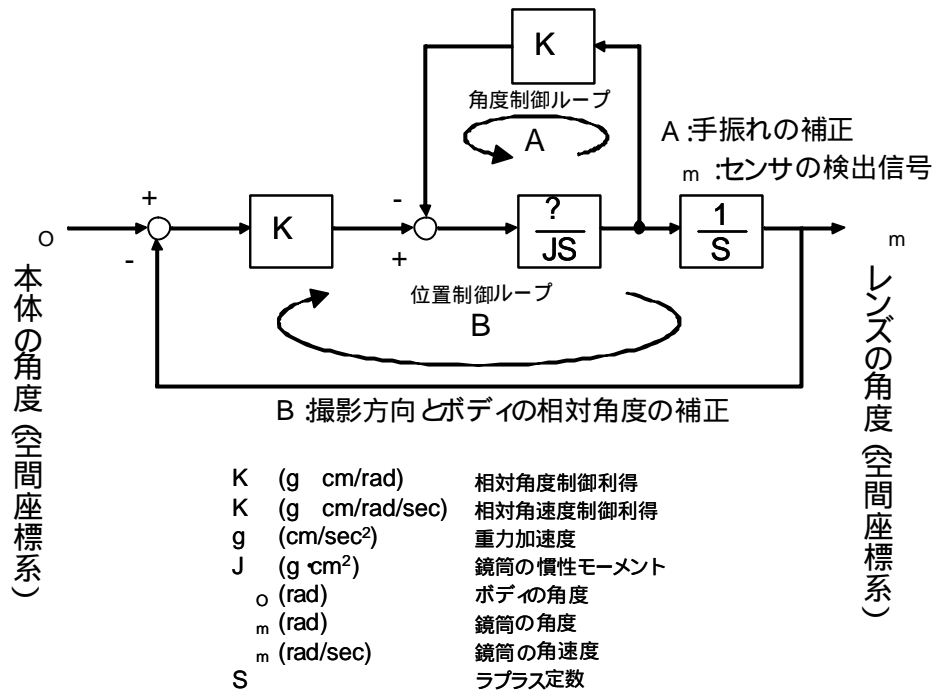 K
角度制御ループ
A
A :手振れの補正
m :センサの検出信号
+
-
O
K
-
+
?
JS
1
S
m
位置制御ループ
B
本体の角度(空間座標系)
レンズの角度(空間座標系)
B :撮影方向とボディの相対角度の補正
K (g cm/rad) 相対角度制御利得
K (g cm/rad/sec) 相対角速度制御利得
g (cm/sec²) 重力加速度
J (g·cm²) 鏡筒の慣性モーメント
o (rad) ボディの角度
m (rad) 鏡筒の角度
m (rad/sec) 鏡筒の角速度
S ラプラス定数